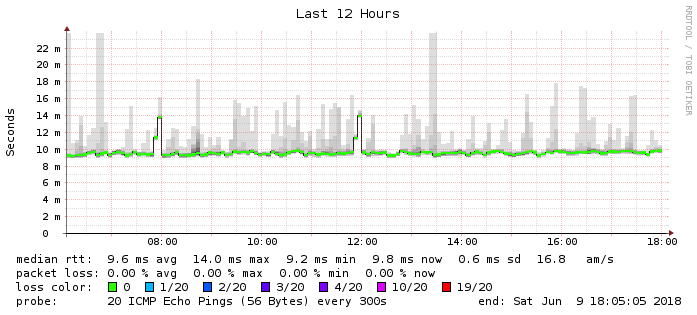 Last 12 Hours
RRDTOOL / TOBI OETIKER
Seconds
22 m
20 m
18 m
16 m
14 m
12 m
10 m
8 m
6 m
4 m
2 m
0
08:00 10:00 12:00 14:00 16:00 18:00
median rtt: 9.6 ms avg 14.0 ms max 9.2 ms min 9.8 ms now 0.6 ms sd 16.8 am/s
packet loss: 0.00 % avg 0.00 % max 0.00 % min 0.00 % now
loss color: 0 1/20 2/20 3/20 4/20 10/20 19/20
probe: 20 ICMP Echo Pings (56 Bytes) every 300s end: Sat Jun 9 18:05:05 2018